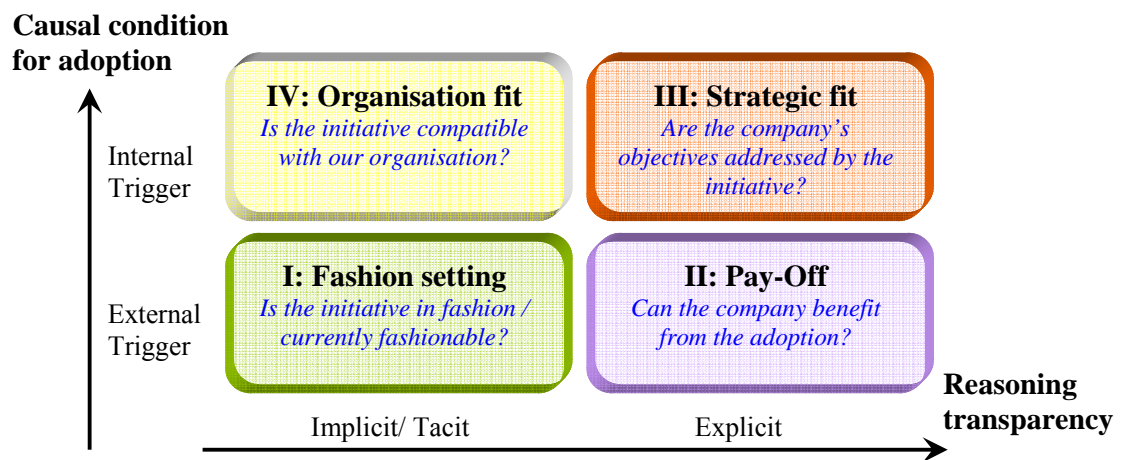 Causal condition
for adoption
IV: Organisation fit
Is the initiative compatible
with our organisation?
III: Strategic fit
Are the company’s
objectives addressed by the
initiative?
Internal
Trigger
I: Fashion setting
Is the initiative in fashion /
currently fashionable?
II: Pay-Off
Can the company benefit
from the adoption?
External
Trigger
Implicit/ Tacit
Explicit
Reasoning
transparency